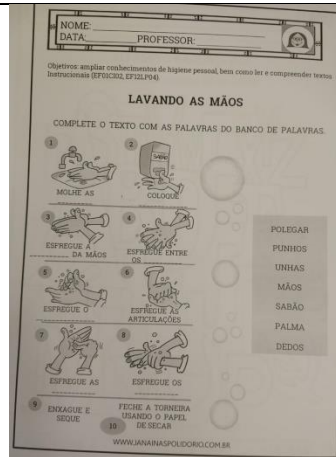 NOME:
DATA: PROFESSOR:
Objetivos: ampliar conhecimentos de higiene pessoal, bem como ler e compreender textos
Instrucionais (EF01CI02, EF12LP04).
LAVANDO AS MÃOS
COMPLETE O TEXTO COM AS PALAVRAS DO BANCO DE PALAVRAS.
1
MOLHE AS
2
SABÃO
COLOQUE
3
ESFREGUE A
DA MÃOS
4
ESFREGUE ENTRE
OS
5
ESFREGUE O
6
ESFREGUE AS
ARTICULAÇÕES
7
ESFREGUE AS
8
ESFREGUE OS
9
ENXAGUE E
SEQUE
10
FECHE A TORNEIRA
USANDO O PAPEL
DE SECAR
POLEGAR
PUNHOS
UNHAS
MÃOS
SABÃO
PALMA
DEDOS
WWW.JANAINASPOLIDORIO.COM.BR